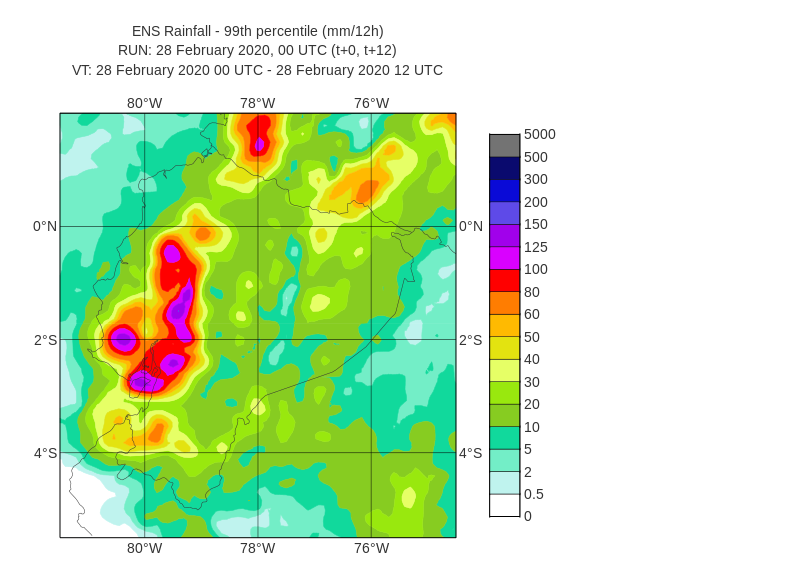 ENS Rainfall - 99th percentile (mm/12h)
RUN: 28 February 2020, 00 UTC (t+0, t+12)
VT: 28 February 2020 00 UTC - 28 February 2020 12 UTC
80°W 78°W 76°W
5000
500
300
200
150
125
100
80
60
50
40
30
20
10
5
2
0.5
0
0°N 0°N
2°S 2°S
4°S 4°S
80°W 78°W 76°W